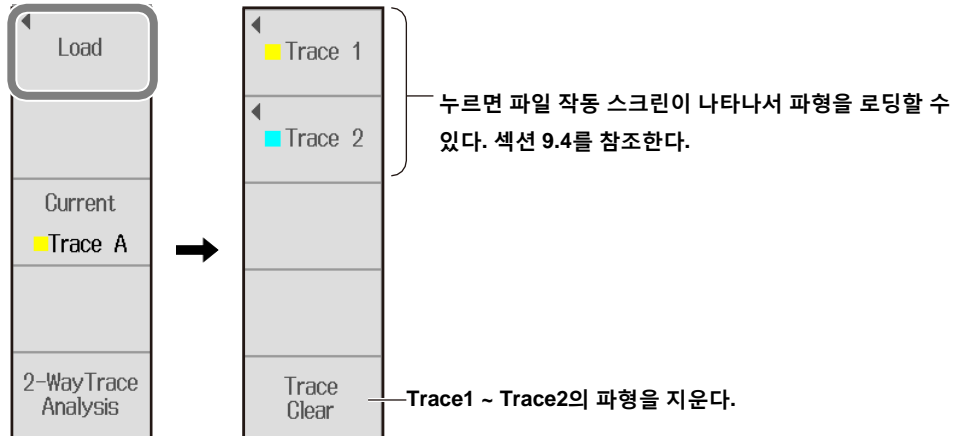 Load
Current
Trace A
2-WayTrace
Analysis
Trace 1
Trace 2
Trace
Clear
누르면 파일 작동 스크린이 나타나서 파형을 로딩할 수
있다. 섹션 9.4를 참조한다.
Trace1 ~ Trace2의 파형을 지운다.